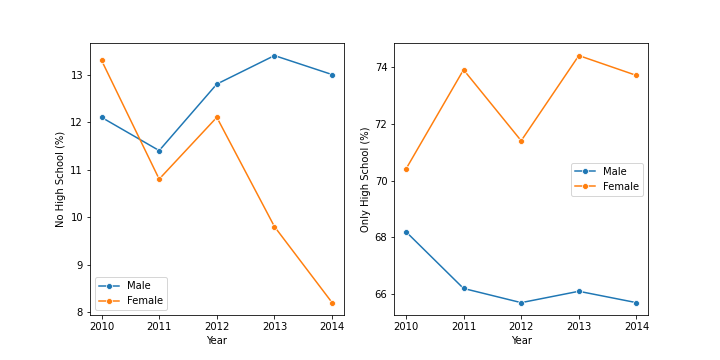 13
12
11
10
9
8
No High School (%)
Male
Female
2010 2011 2012 2013 2014
Year
74
72
70
68
66
Only High School (%)
Male
Female
2010 2011 2012 2013 2014
Year